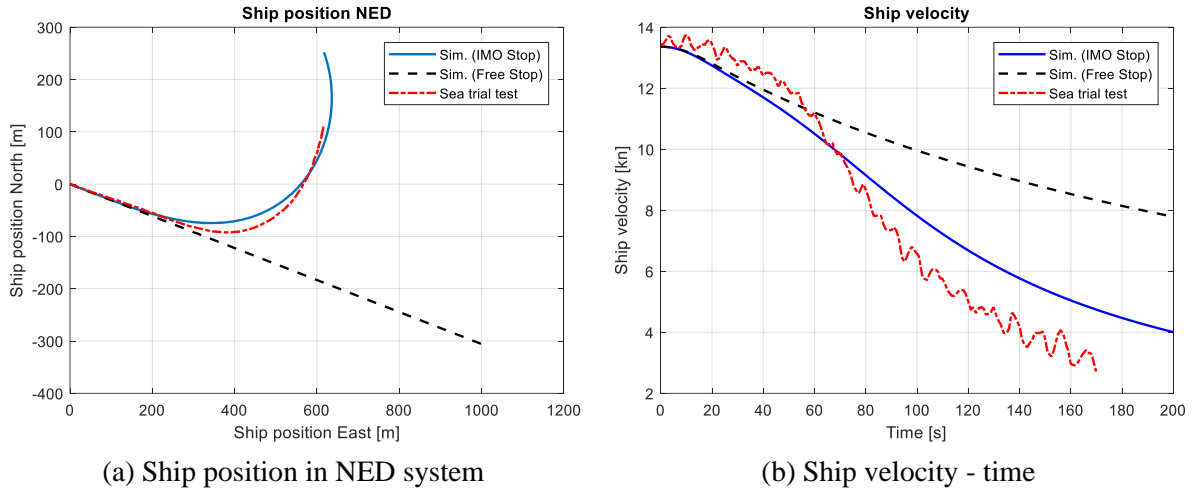 Ship position NED
300
200
100
0
-100
-200
-300
-400
0
200
400
600
800
1000
1200
Ship position North [m]
Ship position East [m]
Sim. (IMO Stop)
Sim. (Free Stop)
Sea trial test
(a) Ship position in NED system
Ship velocity
14
12
10
8
6
4
2
0
20
40
60
80
100
120
140
160
180
200
Ship velocity [kn]
Time [s]
Sim. (IMO Stop)
Sim. (Free Stop)
Sea trial test
(b) Ship velocity - time